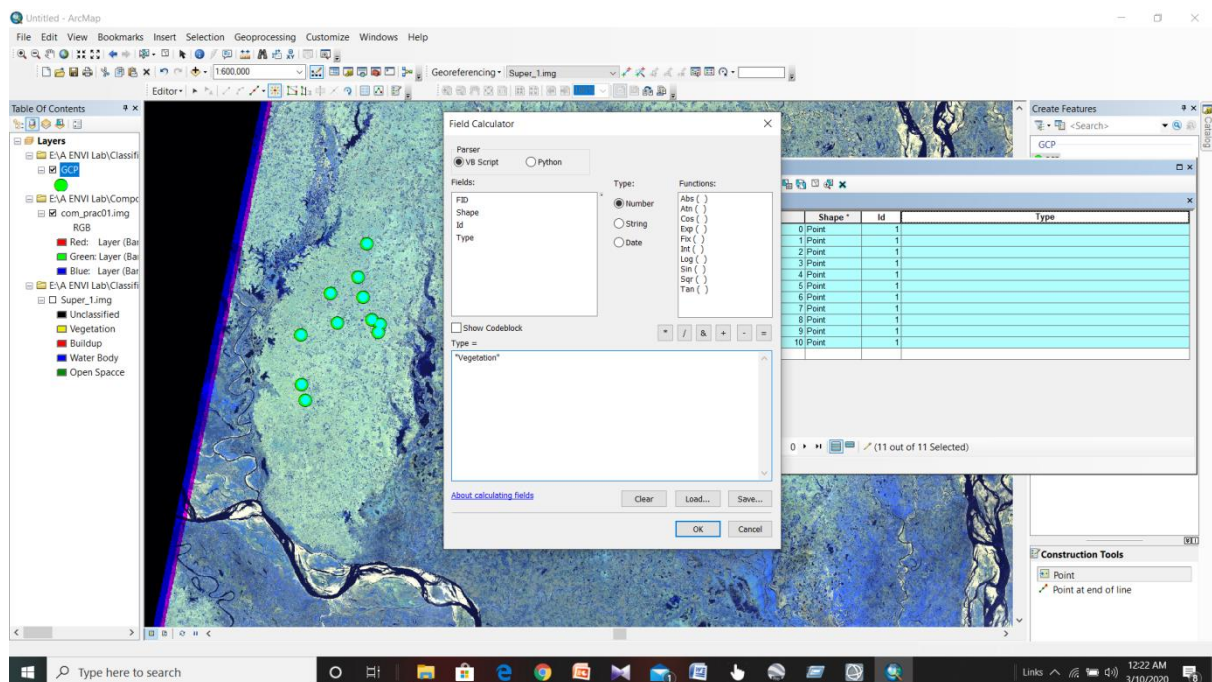 Untitled - ArcMap
File Edit View Bookmarks Insert Selection Geoprocessing Customize Windows Help
1:600,000
Georeferencing
Super_1.img
Editor
Table Of Contents
Layers
E:\A ENVI Lab\Classifi
GCP
E:\A ENVI Lab\Compo
com_prac01.img
RGB
Red: Layer (Ban
Green: Layer (Ban
Blue: Layer (Ban
E:\A ENVI Lab\Classifi
Super_1.img
Unclassified
Vegetation
Buildup
Water Body
Open Spacce
Field Calculator
Parser
VB Script Python
Fields: Type: Functions:
FID
Shape
Id
Type
Number
String
Date
Abs ( )
Atn ( )
Cos ( )
Exp ( )
Fix ( )
Int ( )
Log ( )
Sin ( )
Sqr ( )
Tan ( )
Show Codeblock
* / & + - =
Type =
"Vegetation"
About calculating fields
Clear Load... Save...
OK Cancel
Shape * Id Type
0 Point 1
1 Point 1
2 Point 1
3 Point 1
4 Point 1
5 Point 1
6 Point 1
7 Point 1
8 Point 1
9 Point 1
10 Point 1
0 (11 out of 11 Selected)
Create Features
<Search>
GCP
Catalog
Construction Tools
Point
Point at end of line
Type here to search
Links
12:22 AM
3/10/2020